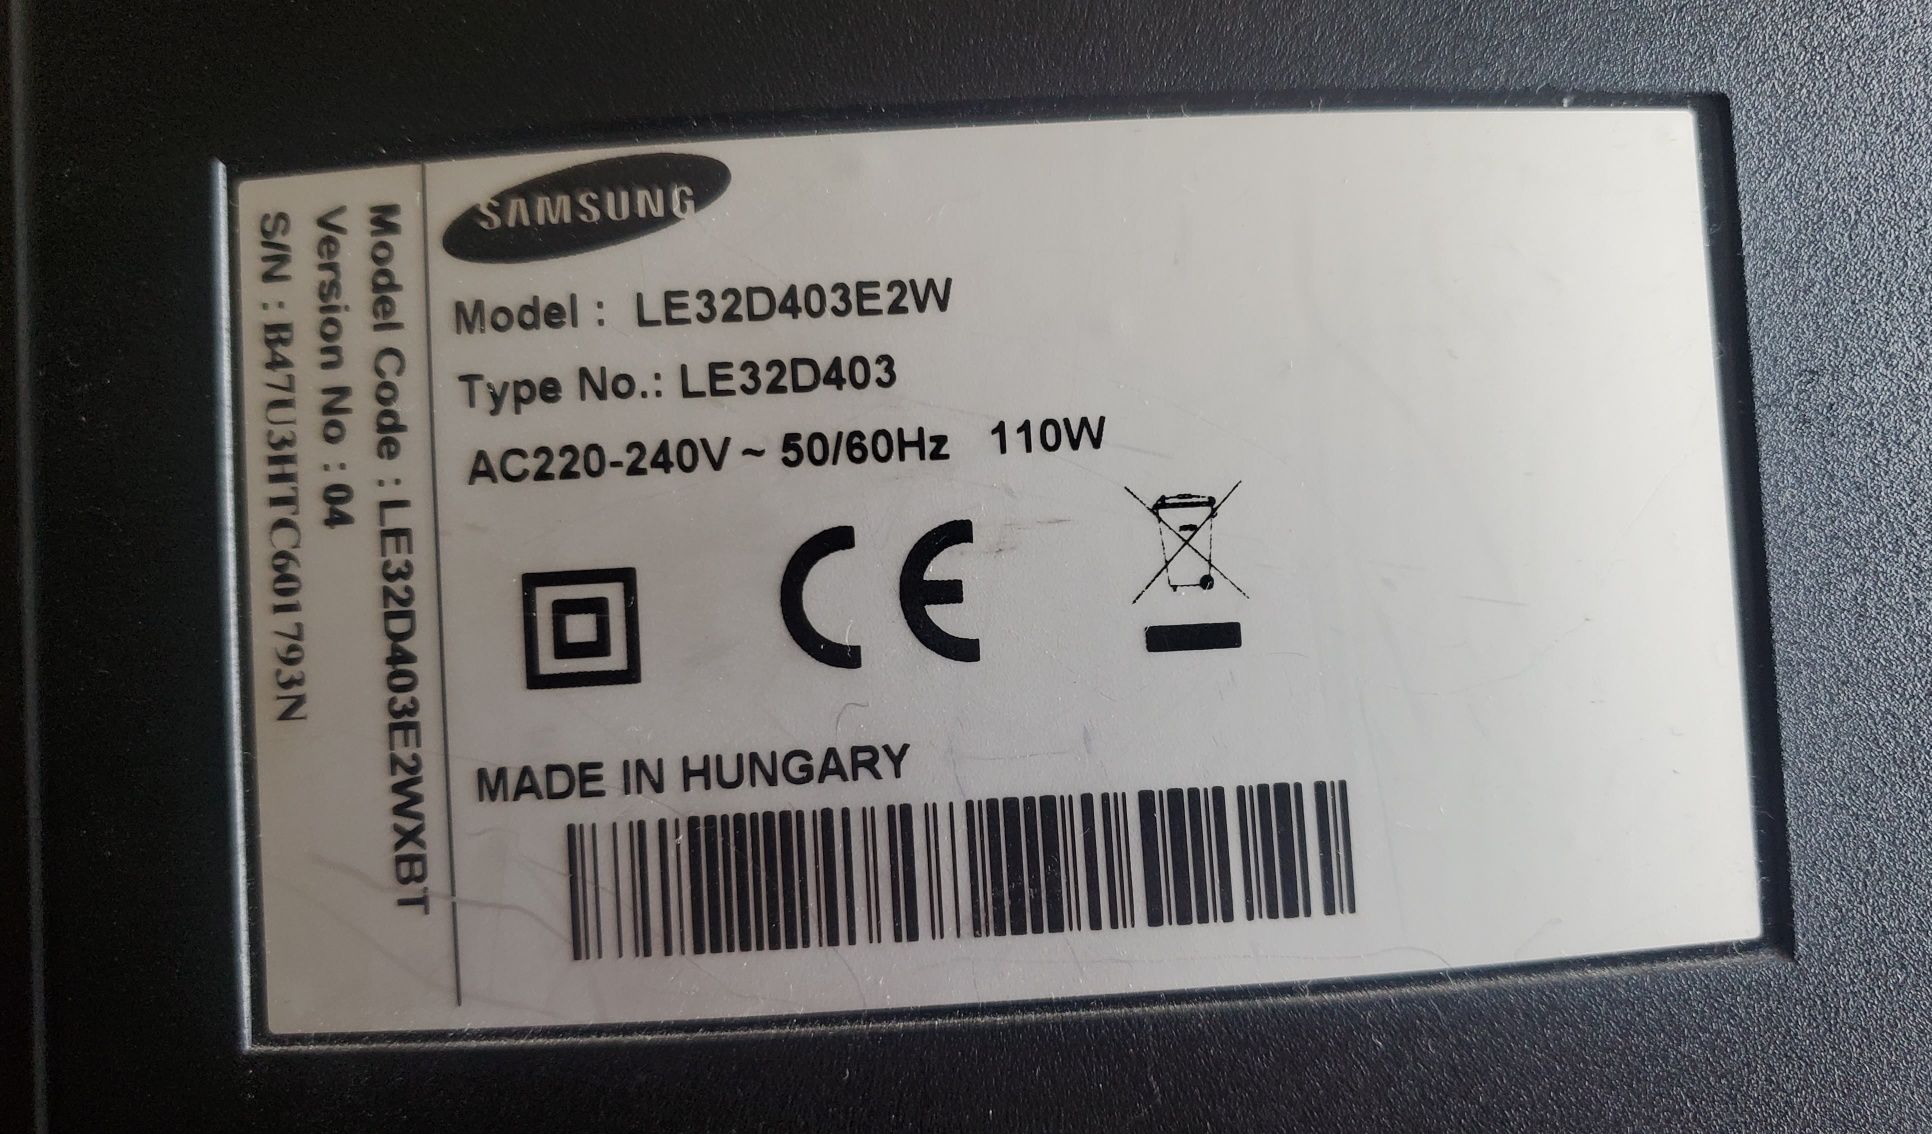 SAMSUNG
Model : LE32D403E2W
Type No.: LE32D403
AC220-240V ~ 50/60Hz 110W
CE
MADE IN HUNGARY
Model Code : LE32D403E2WXBT
Version No : 04
S/N : B47U3HTC601793N